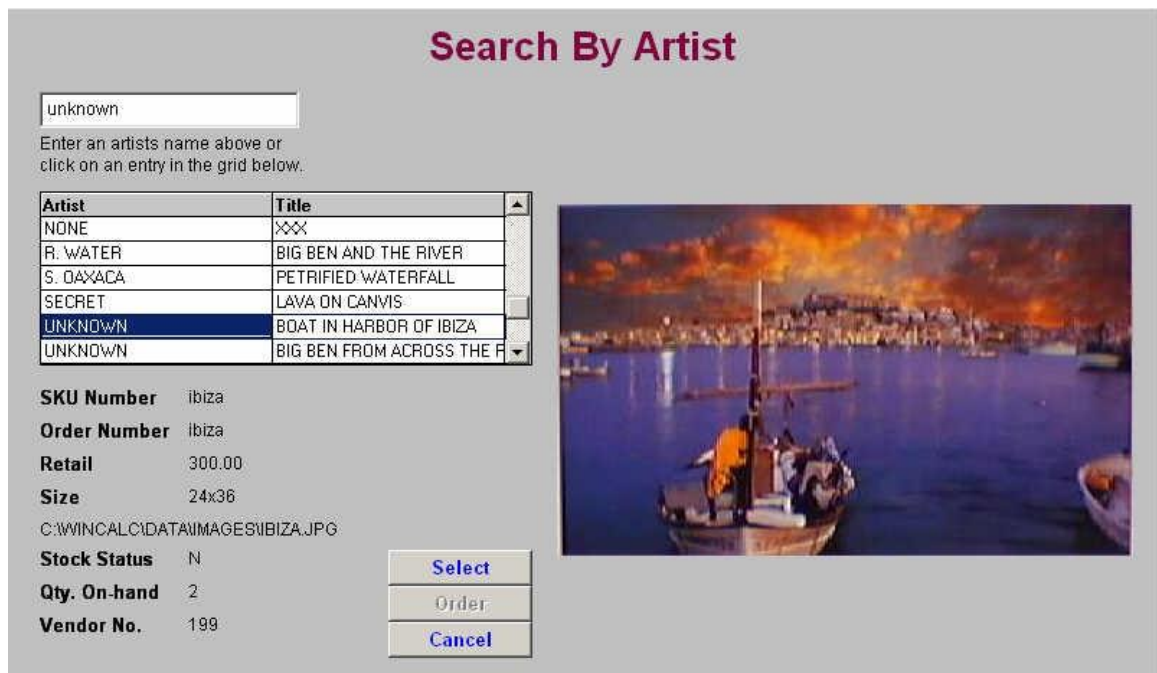 Search By Artist
unknown
Enter an artists name above or
click on an entry in the grid below.
Artist Title
NONE XXX
R. WATER BIG BEN AND THE RIVER
S. OAXACA PETRIFIED WATERFALL
SECRET LAVA ON CANVIS
UNKNOWN BOAT IN HARBOR OF IBIZA
UNKNOWN BIG BEN FROM ACROSS THE
SKU Number ibiza
Order Number ibiza
Retail 300.00
Size 24x36
C:\WINCALC\DATA\IMAGES\IBIZA.JPG
Stock Status N
Qty. On-hand 2
Vendor No. 199
Select
Order
Cancel